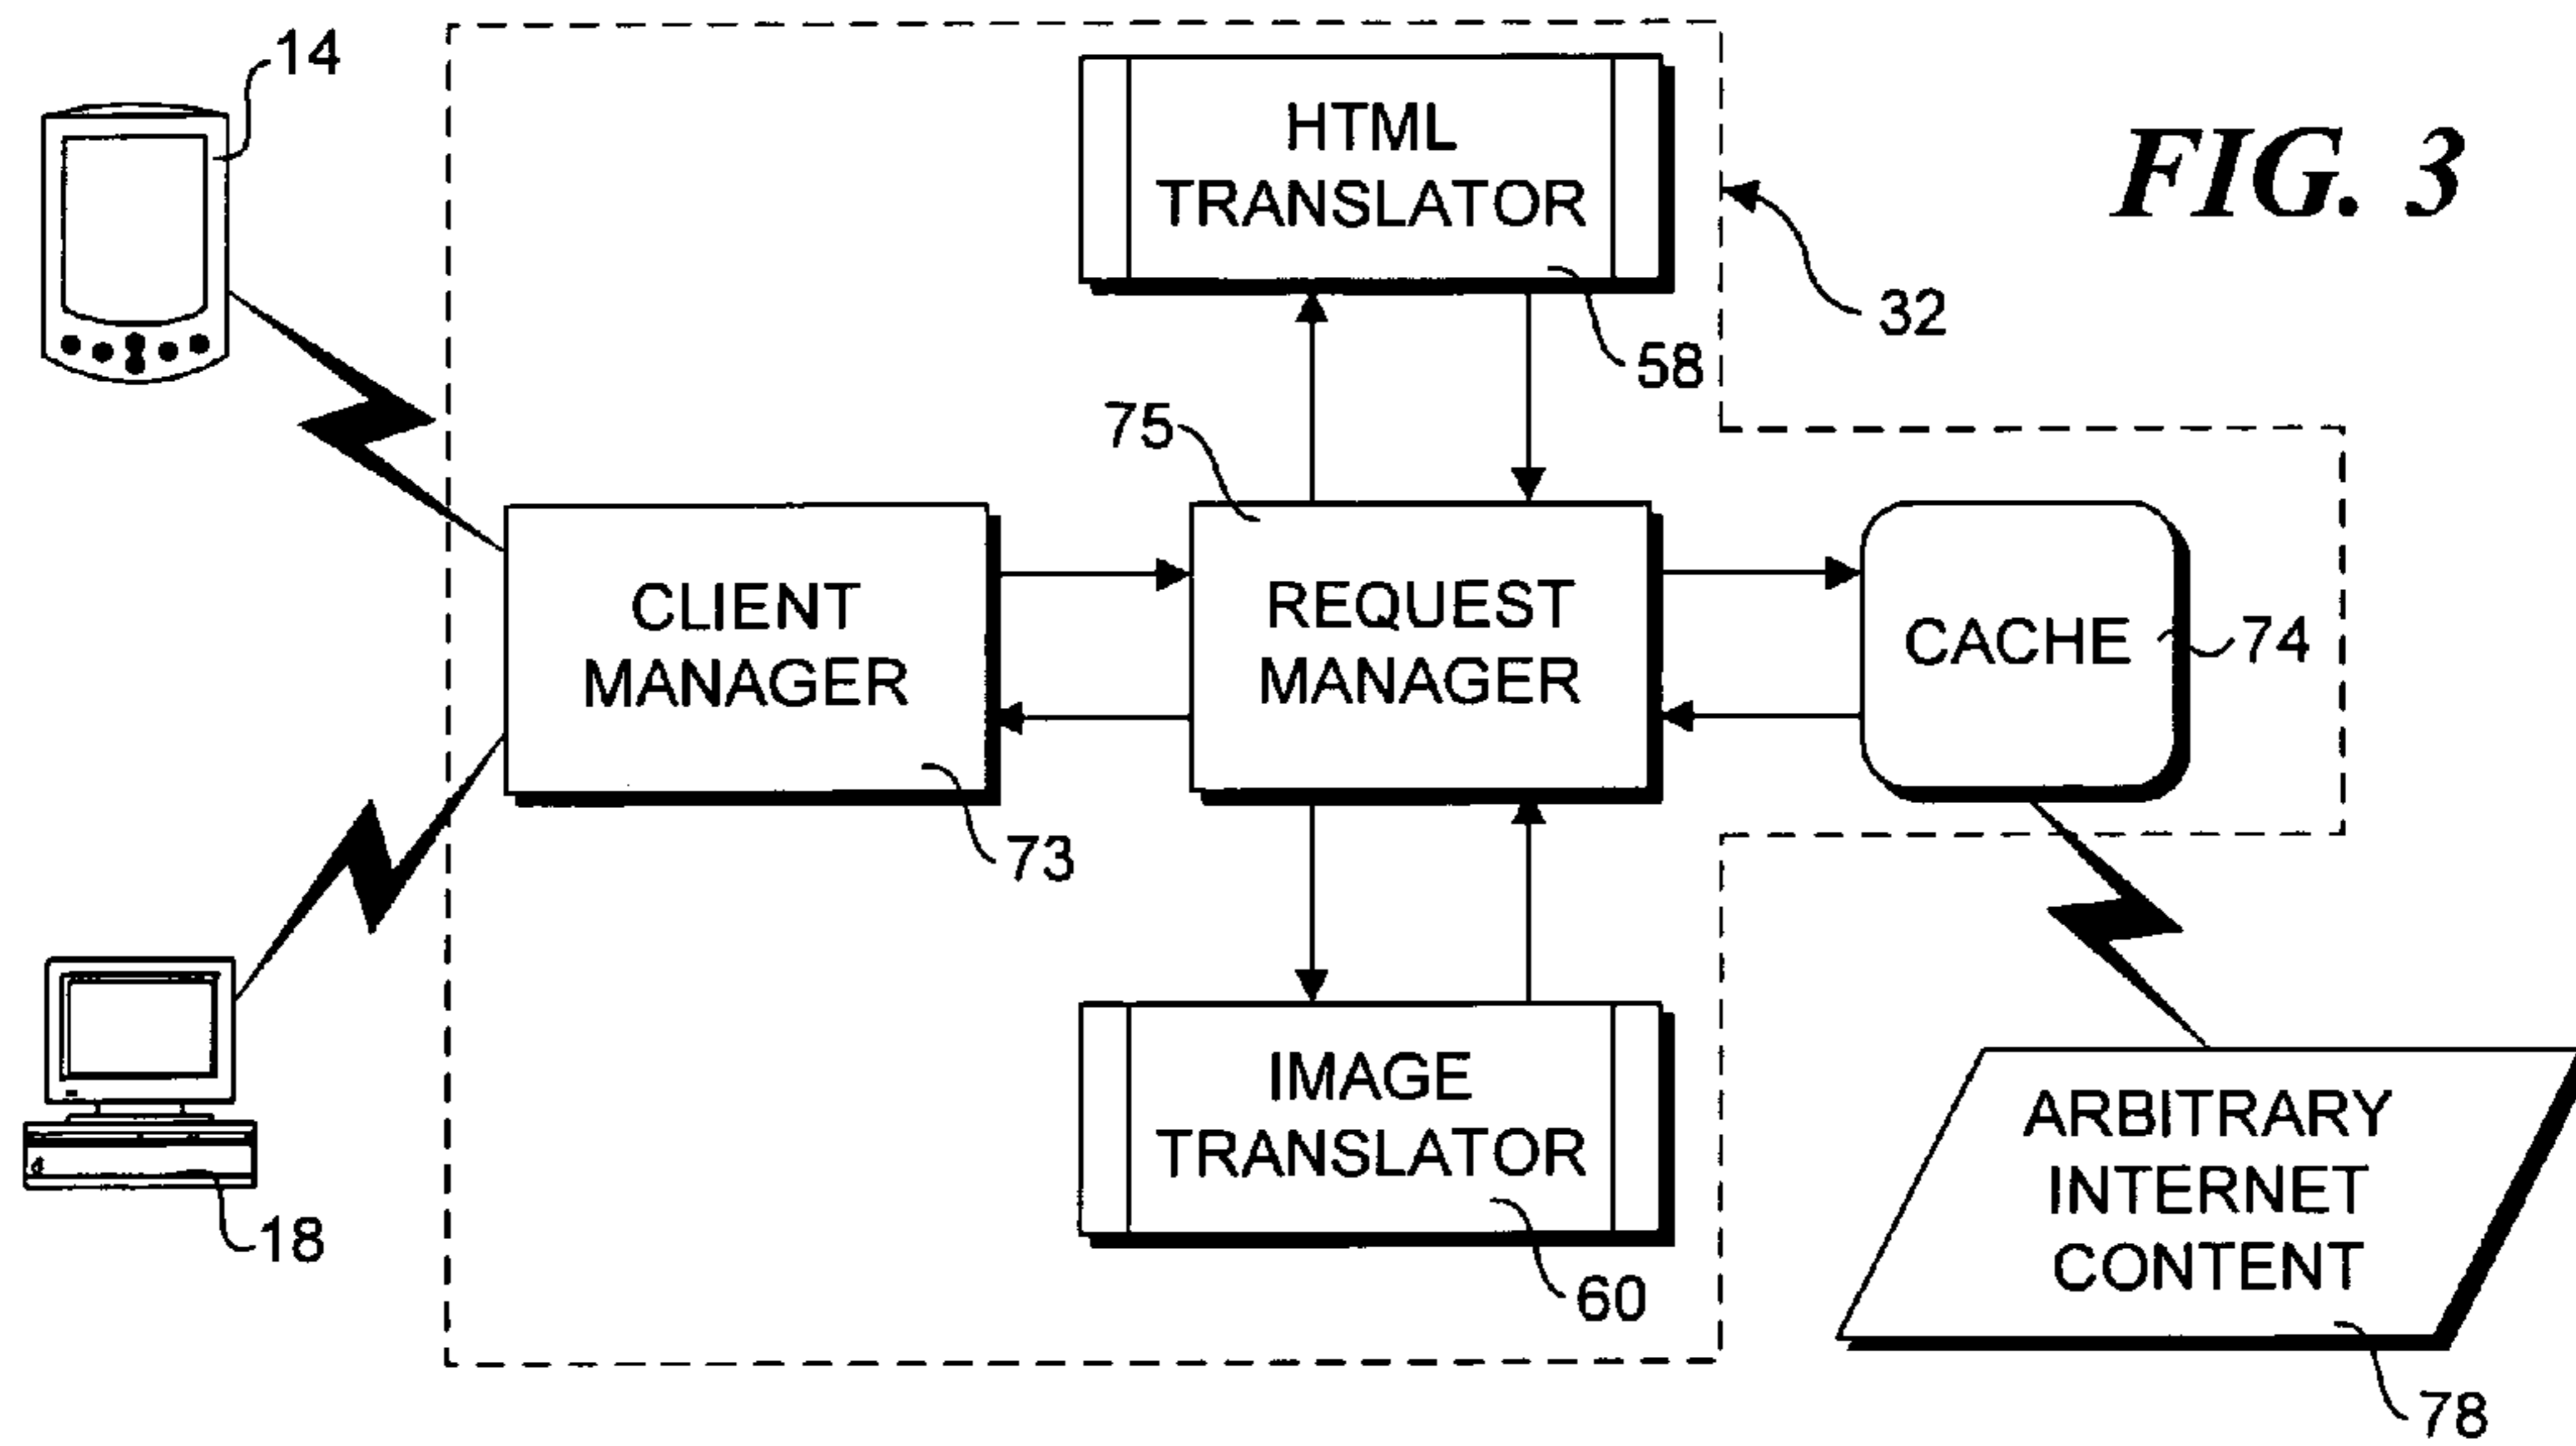 14
HTML
TRANSLATOR
FIG. 3
32
58
75
CLIENT
MANAGER
REQUEST
MANAGER
CACHE
74
73
IMAGE
TRANSLATOR
ARBITRARY
INTERNET
CONTENT
18
60
78